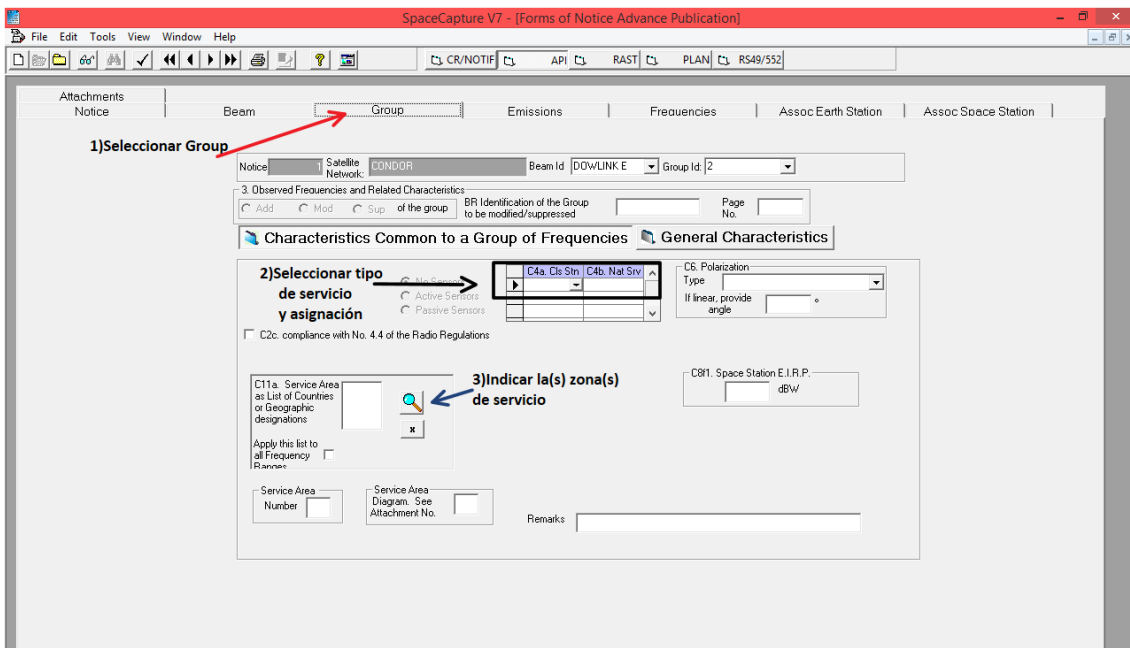 SpaceCapture V7 - [Forms of Notice Advance Publication]
File Edit Tools View Window Help
CR/NOTIF API RAST PLAN RS49/552
Attachments
Notice Beam Group Emissions Frequencies Assoc Earth Station Assoc Space Station
1)Seleccionar Group
Notice 1 Satellite Network: CONDOR Beam Id DOWLINK E Group Id: 2
3. Observed Frequencies and Related Characteristics
Add Mod Sup of the group BR Identification of the Group to be modified/suppressed Page No.
Characteristics Common to a Group of Frequencies General Characteristics
2)Seleccionar tipo
de servicio
y asignación
No Sensors
Active Sensors
Passive Sensors
C4a. Cls Stn C4b. Nat Srv
C6. Polarization
Type
If linear, provide
angle °
C2c. compliance with No. 4.4 of the Radio Regulations
C11a. Service Area
as List of Countries
or Geographic
designations
x
Apply this list to
all Frequency
Ranges
3)Indicar la(s) zona(s)
de servicio
C8f1. Space Station E.I.R.P.
dBW
Service Area
Number
Service Area
Diagram. See
Attachment No.
Remarks